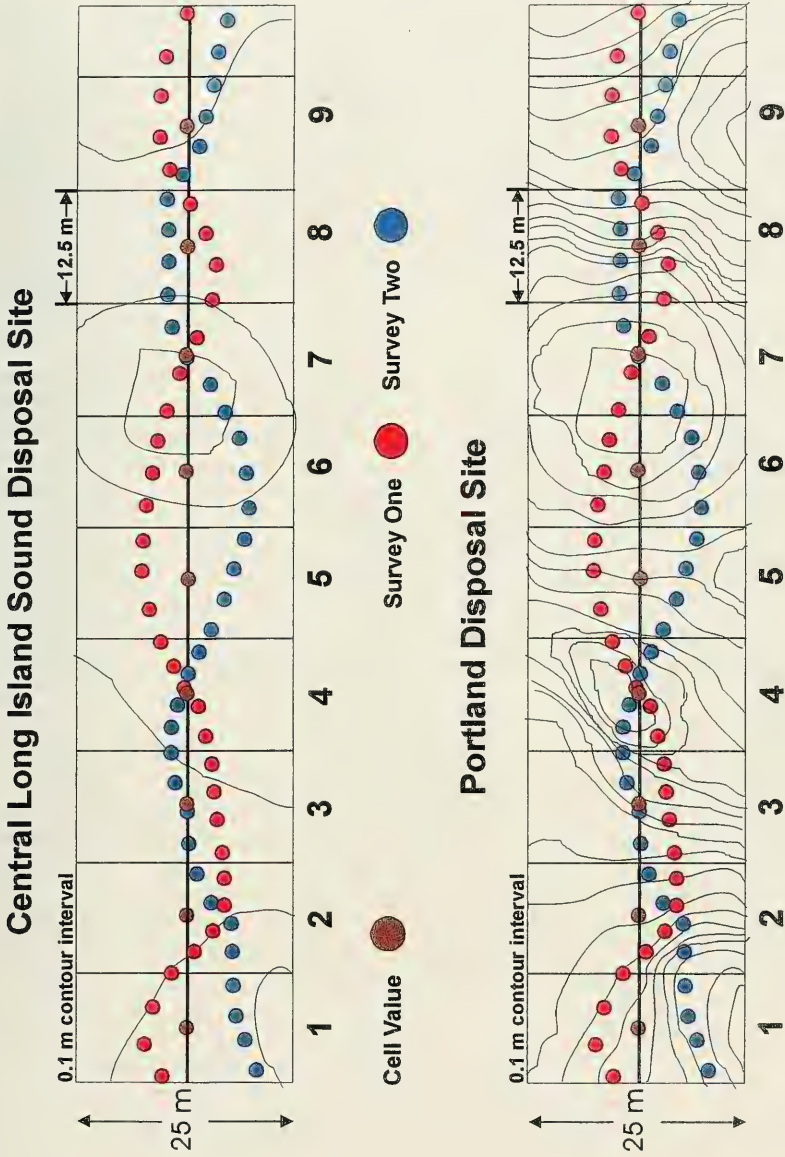 Central Long Island Sound Disposal Site
0.1 m contour interval
12.5 m
25 m
1 2 3 4 5 6 7 8 9
Cell Value Survey One Survey Two
Portland Disposal Site
0.1 m contour interval
12.5 m
25 m
1 2 3 4 5 6 7 8 9